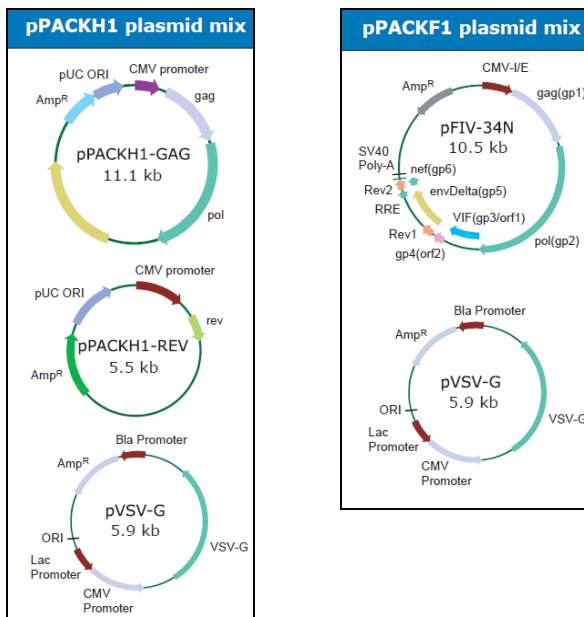 pPACKH1 plasmid mix
CMV promoter
pUC ORI
AmpR
gag
pPACKH1-GAG
11.1 kb
pol
CMV promoter
pUC ORI
rev
pPACKH1-REV
5.5 kb
AmpR
Bla Promoter
AmpR
pVSV-G
5.9 kb
ORI
VSV-G
Lac
Promoter
CMV
Promoter
pPACKF1 plasmid mix
CMV-I/E
AmpR
gag(gp1)
pFIV-34N
10.5 kb
SV40
Poly-A
nef(gp6)
Rev2
envDelta(gp5)
RRE
VIF(gp3/orf1)
Rev1
gp4(orf2)
pol(gp2)
Bla Promoter
AmpR
pVSV-G
5.9 kb
ORI
VSV-G
Lac
Promoter
CMV
Promoter